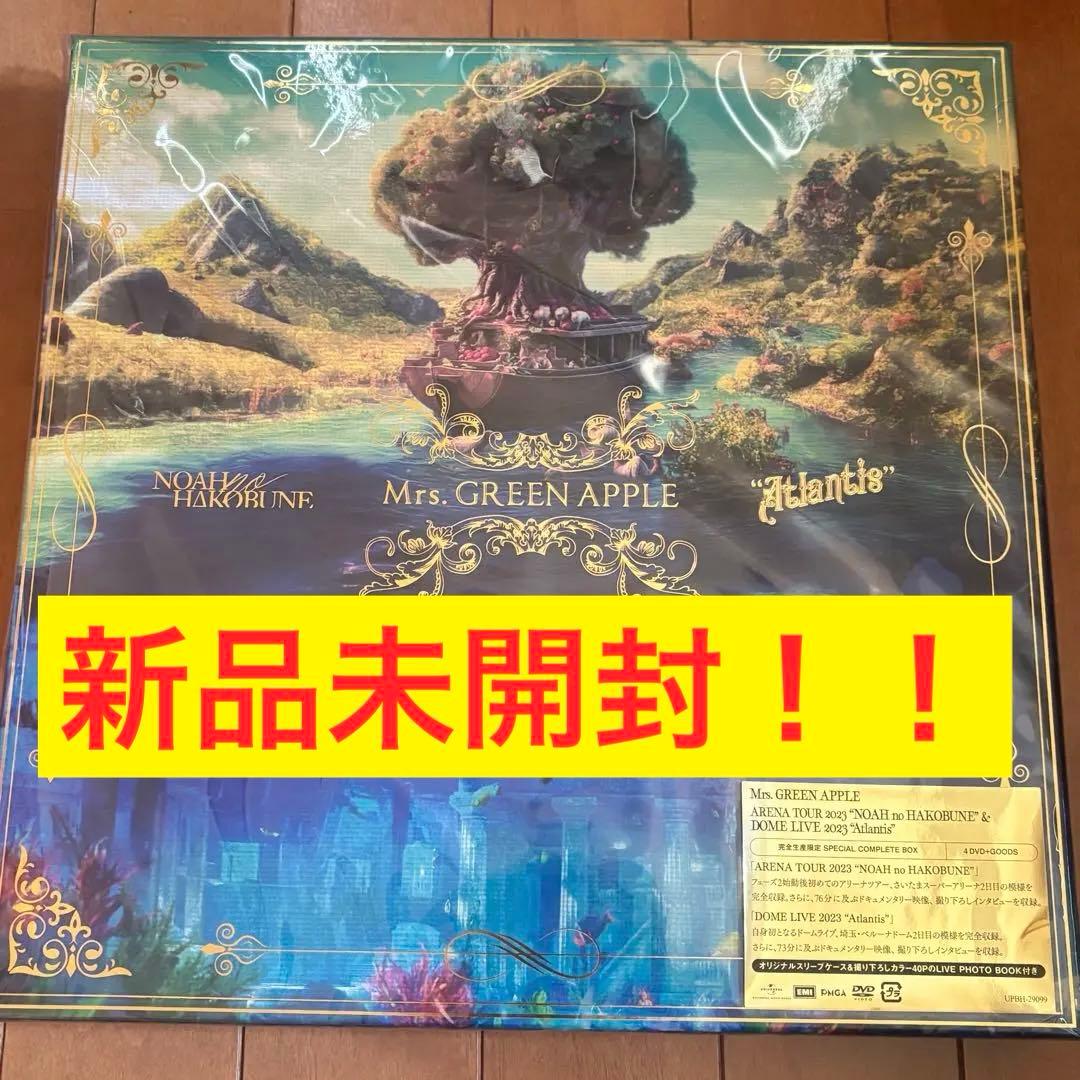 NOAH no HAKOBUNE
Mrs. GREEN APPLE
“Atlantis”
新品未開封！！
Mrs. GREEN APPLE
ARENA TOUR 2023 “NOAH no HAKOBUNE” &
DOME LIVE 2023 “Atlantis”
完全生産限定 SPECIAL COMPLETE BOX
4DVD+GOODS
「ARENA TOUR 2023 “NOAH no HAKOBUNE”」
フェーズ2始動後初めてのアリーナツアー、さいたまスーパーアリーナ2日目の模様を
完全収録。さらに、76分に及ぶドキュメンタリー映像、撮り下ろしインタビューを収録。
「DOME LIVE 2023 “Atlantis”」
自身初となるドームライブ、埼玉・ベルーナドーム2日目の模様を完全収録。
さらに、73分に及ぶドキュメンタリー映像、撮り下ろしインタビューを収録。
オリジナルスリーブケース&撮り下ろしカラー40PのLIVE PHOTO BOOK付き
UNIVERSAL
EMI
PMGA
DVD
VIDEO
プラ
UPBH-29099